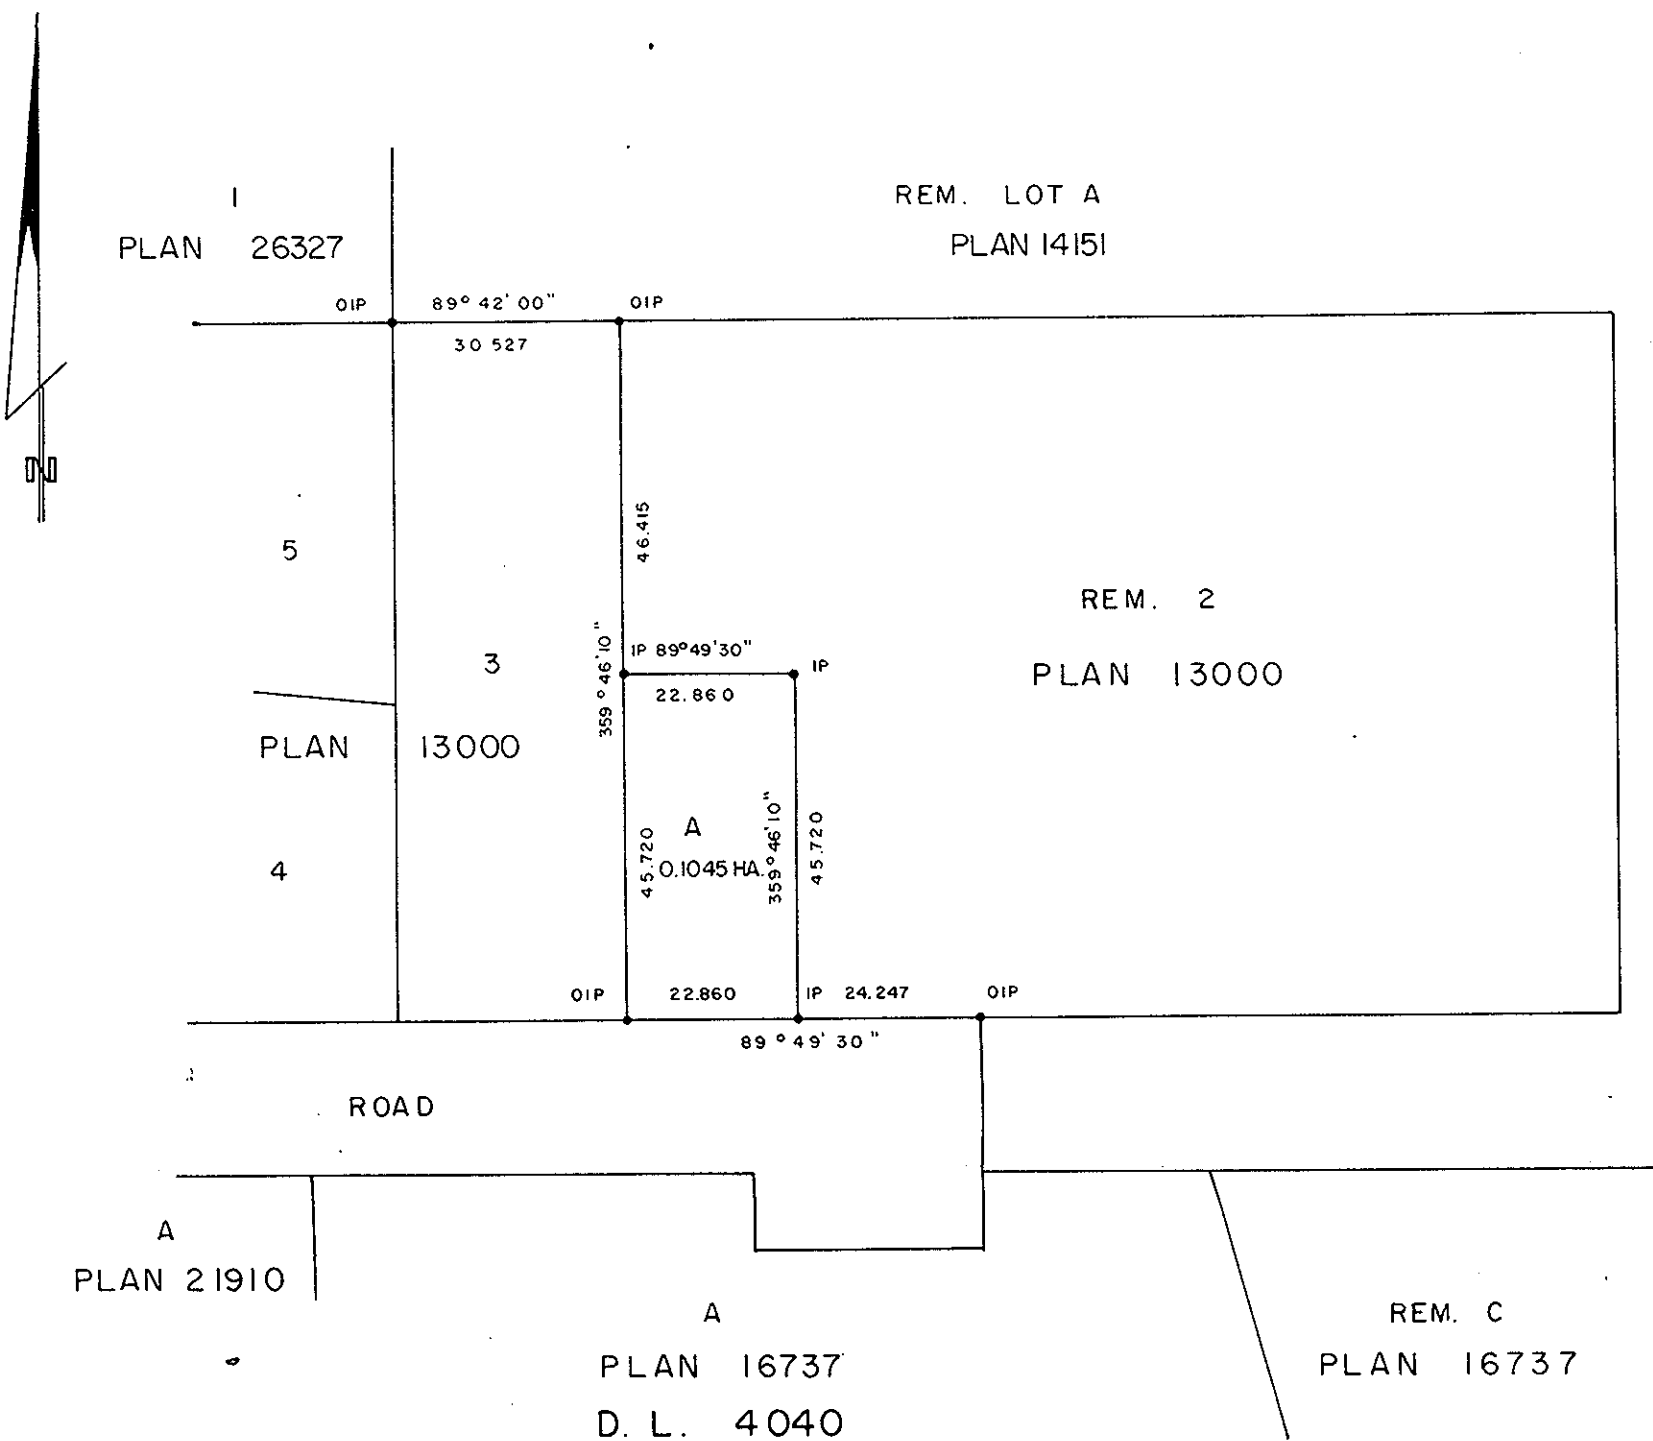 1
PLAN 26327
REM. LOT A
PLAN 14151
OIP 89° 42' 00" OIP
30 527
N
46.415
5
REM. 2
PLAN 13000
3
359° 46' 10"
IP 89° 49' 30" IP
22.860
PLAN 13000
A
0.1045 HA.
45.720
359° 46' 10"
45.720
4
OIP 22.860 IP 24.247 OIP
89° 49' 30"
ROAD
A
PLAN 21910
A
PLAN 16737
D. L. 4040
REM. C
PLAN 16737